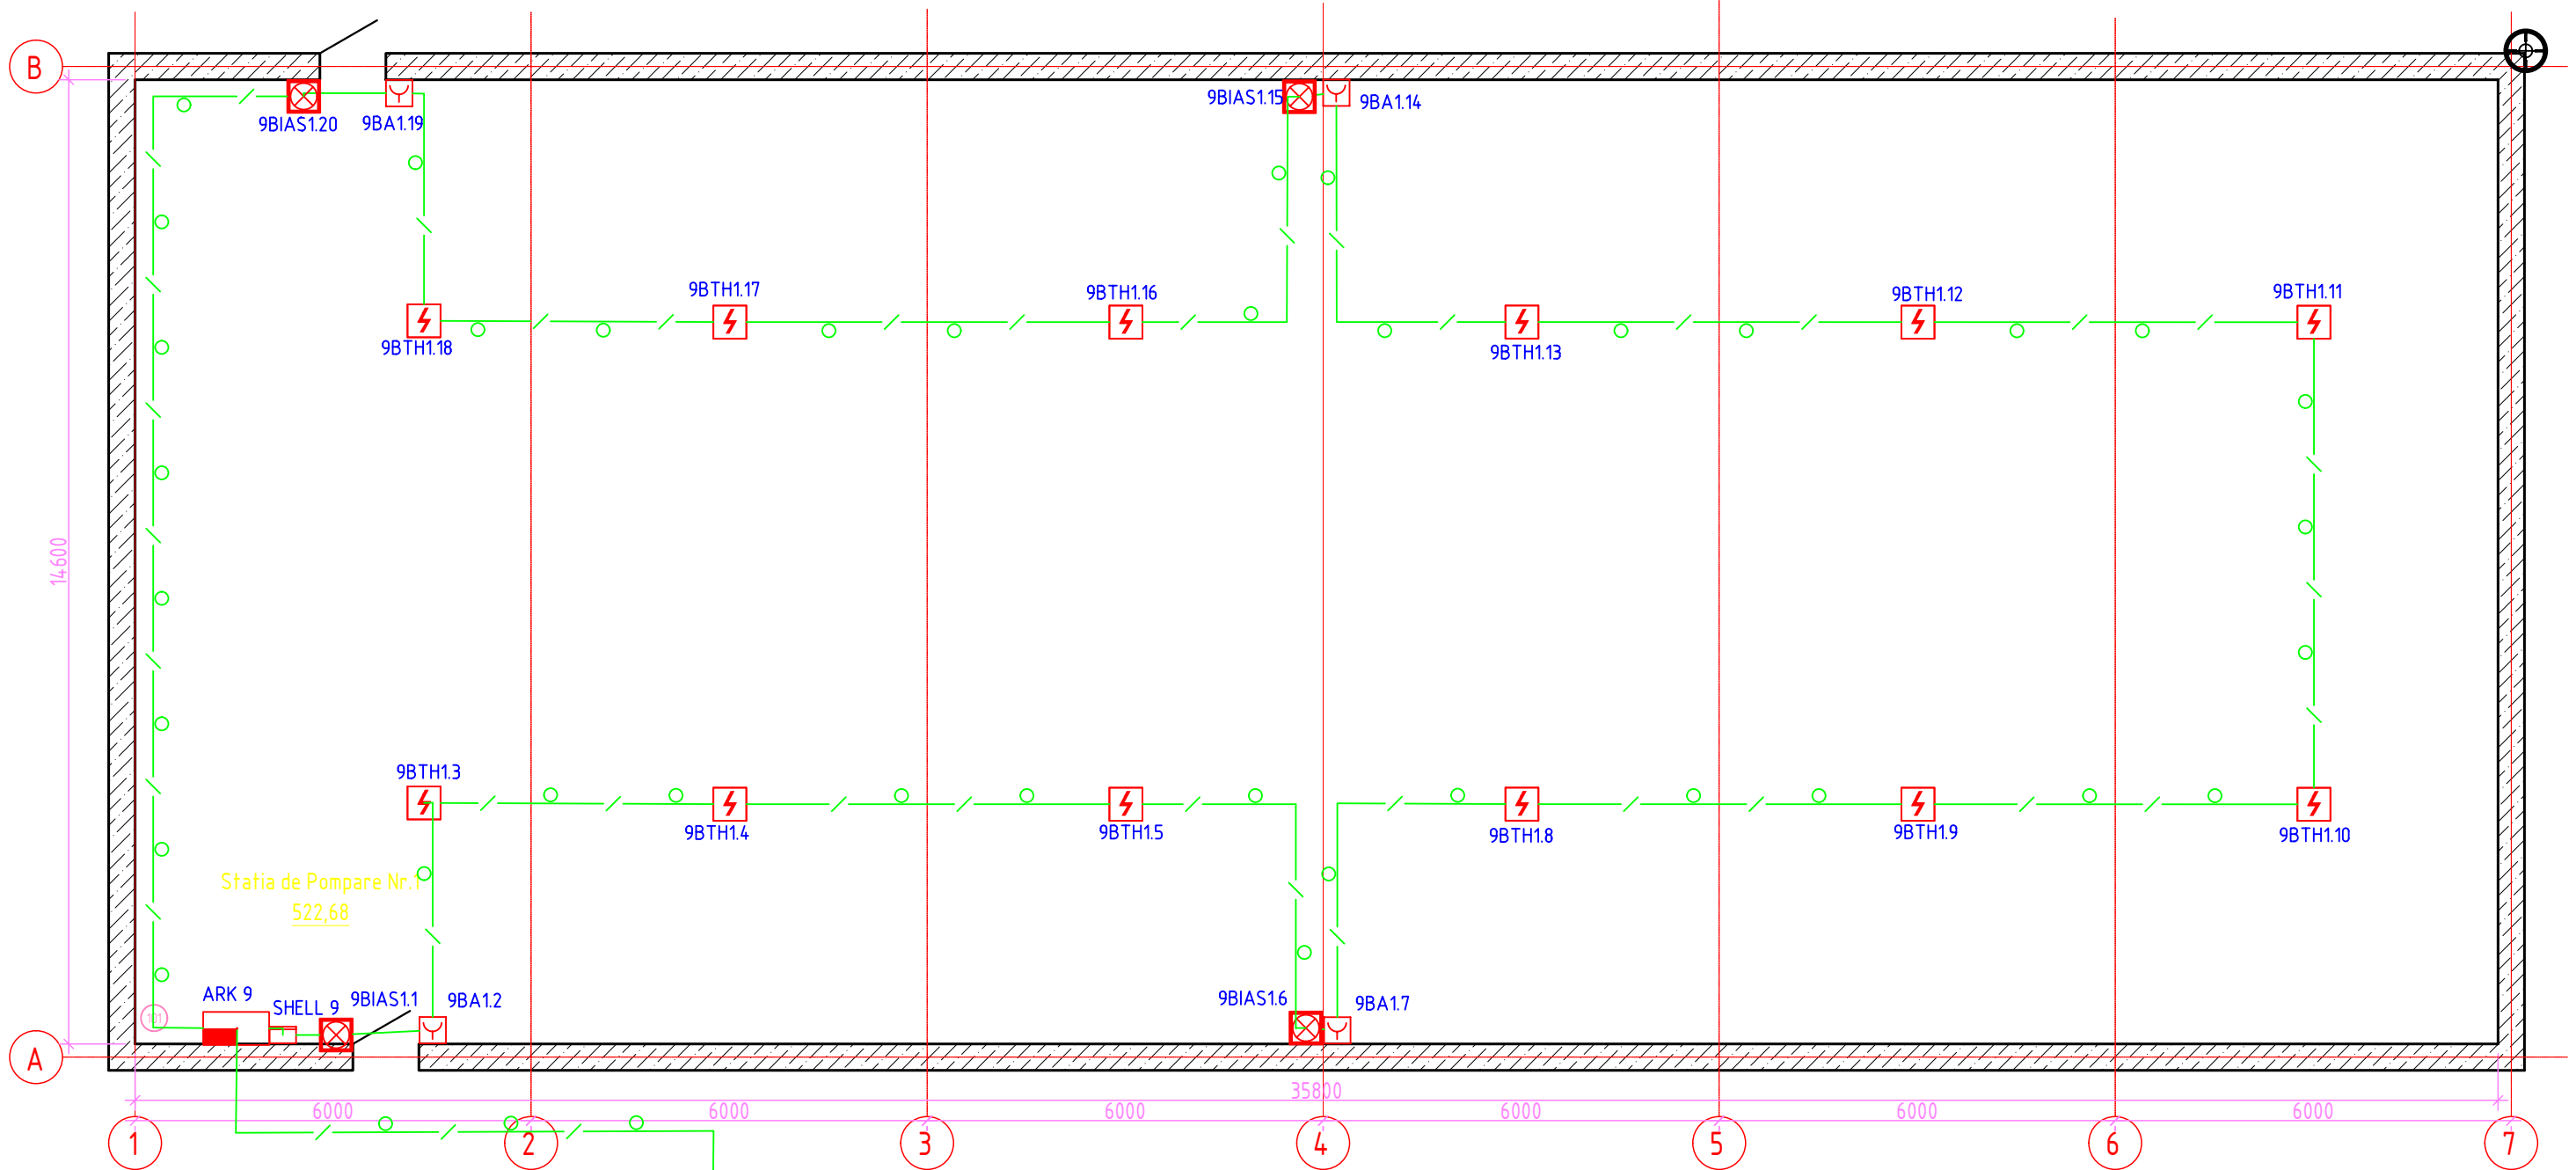 B
9BIAS1.20
9BA1.19
9BIAS1.15
9BA1.14
9BTH1.18
9BTH1.17
9BTH1.16
9BTH1.13
9BTH1.12
9BTH1.11
14600
9BTH1.3
9BTH1.4
9BTH1.5
9BTH1.8
9BTH1.9
9BTH1.10
Statia de Pompare Nr.1
522,68
101
ARK 9
SHELL 9
9BIAS1.1
9BA1.2
9BIAS1.6
9BA1.7
A
35800
6000
6000
6000
6000
6000
6000
1
2
3
4
5
6
7